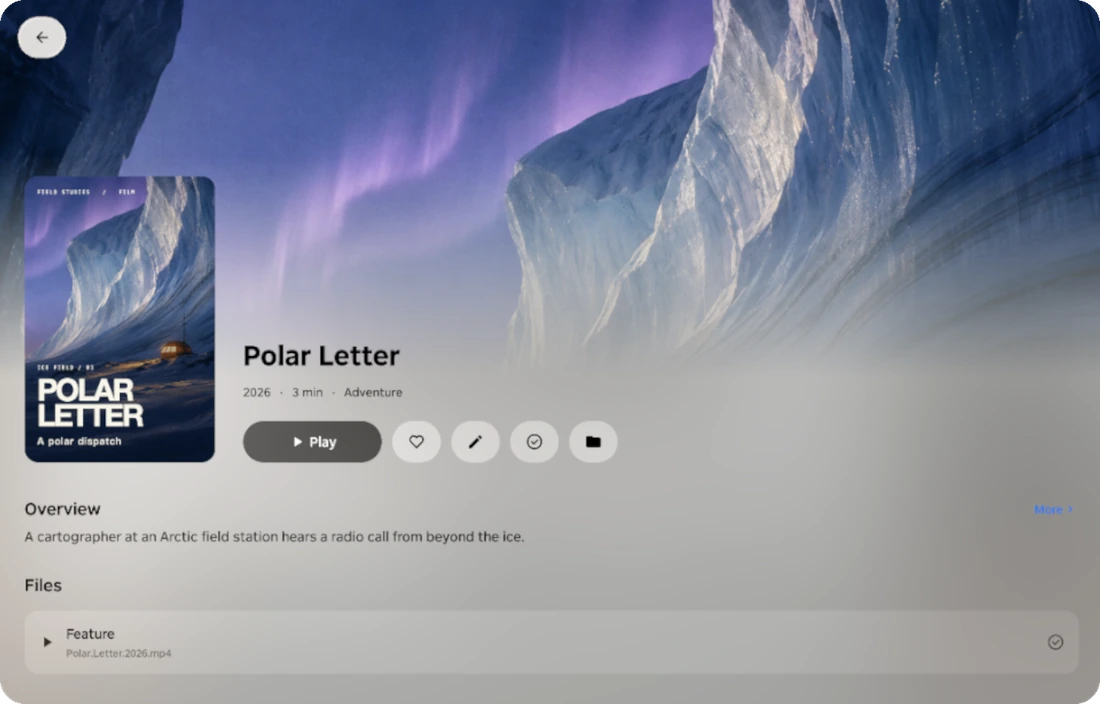 FIELD STUDIES / FILM
ICE FIELD / 03
POLAR
LETTER
A polar dispatch
Polar Letter
2026 · 3 min · Adventure
Play
Overview
More
A cartographer at an Arctic field station hears a radio call from beyond the ice.
Files
Feature
Polar.Letter.2026.mp4